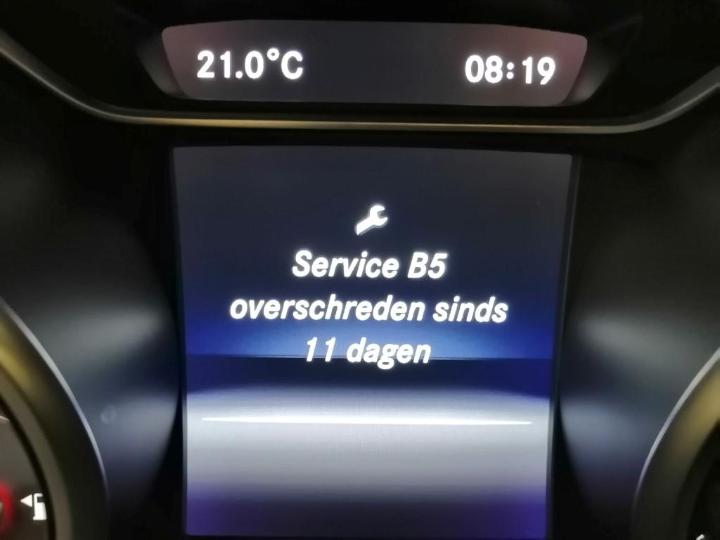 21.0°C 08:19
Service B5
overschreden sinds
11 dagen